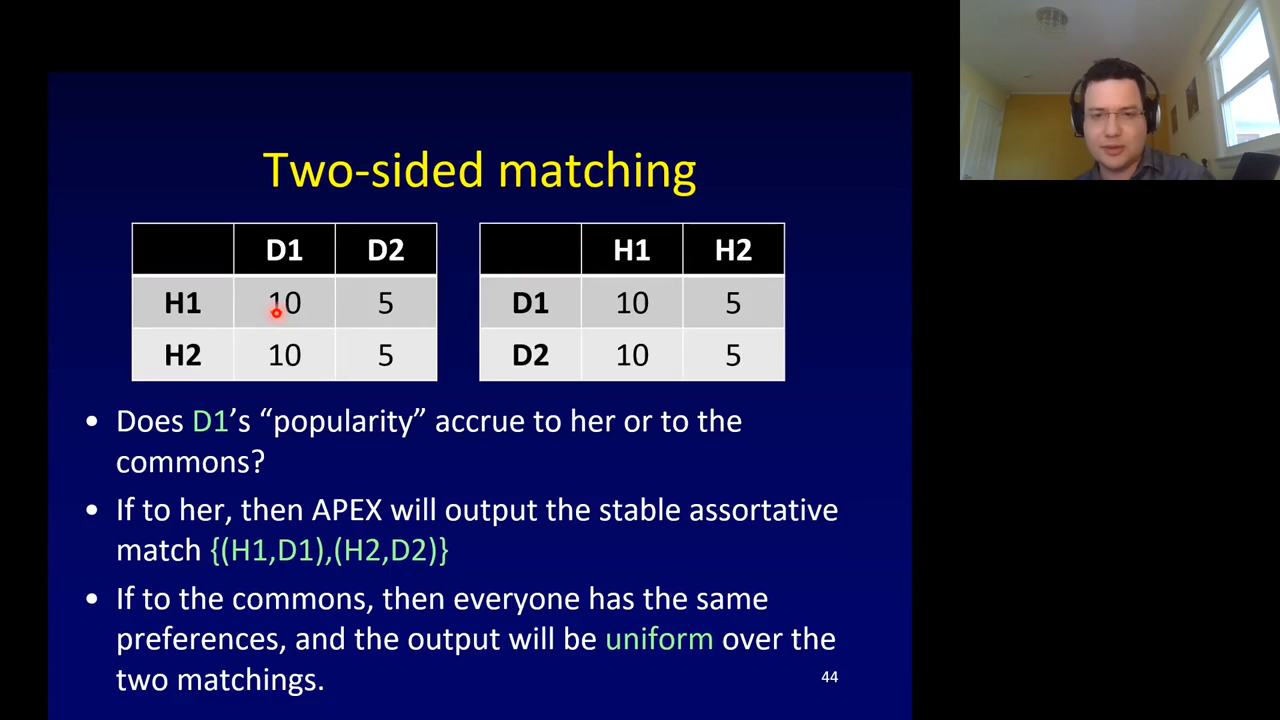 Two-sided matching
D1 D2
H1 10 5
H2 10 5
H1 H2
D1 10 5
D2 10 5
• Does D1’s “popularity” accrue to her or to the
commons?
• If to her, then APEX will output the stable assortative
match {(H1,D1),(H2,D2)}
• If to the commons, then everyone has the same
preferences, and the output will be uniform over the
two matchings.
44